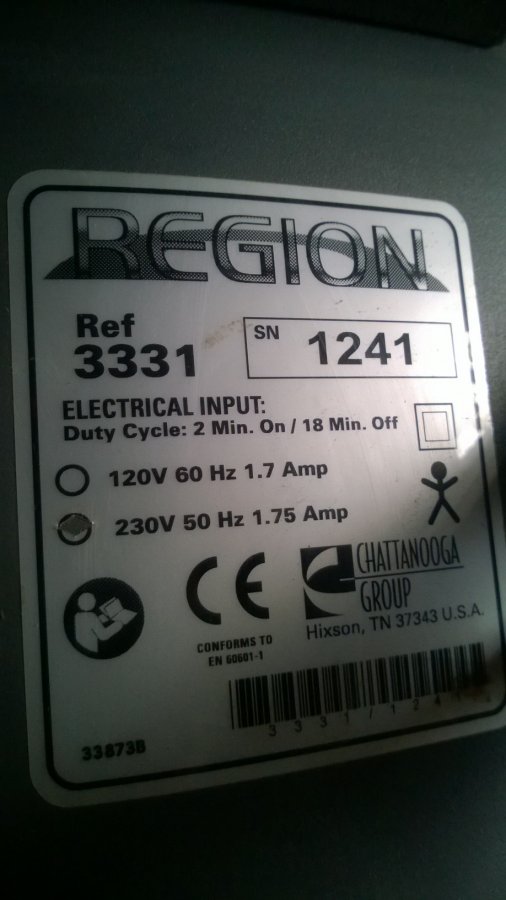 REGION
Ref
3331
SN 1241
ELECTRICAL INPUT:
Duty Cycle: 2 Min. On / 18 Min. Off
120V 60 Hz 1.7 Amp
230V 50 Hz 1.75 Amp
CE
CONFORMS TO
EN 60601-1
CHATTANOOGA
GROUP
Hixson, TN 37343 U.S.A.
33873B